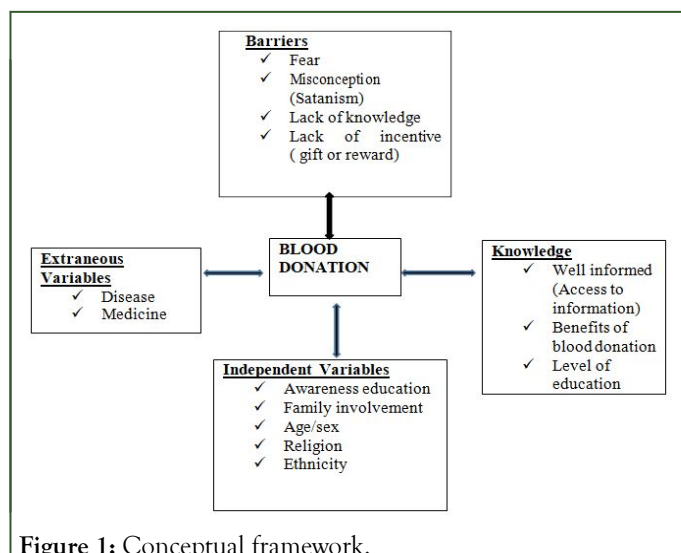 Barriers
✓ Fear
✓ Misconception
(Satanism)
✓ Lack of knowledge
✓ Lack of incentive
( gift or reward)
BLOOD
DONATION
Extraneous
Variables
✓ Disease
✓ Medicine
Knowledge
✓ Well informed
(Access to
information)
✓ Benefits of
blood donation
✓ Level of
education
Independent Variables
✓ Awareness education
✓ Family involvement
✓ Age/sex
✓ Religion
✓ Ethnicity
Figure 1: Conceptual framework.